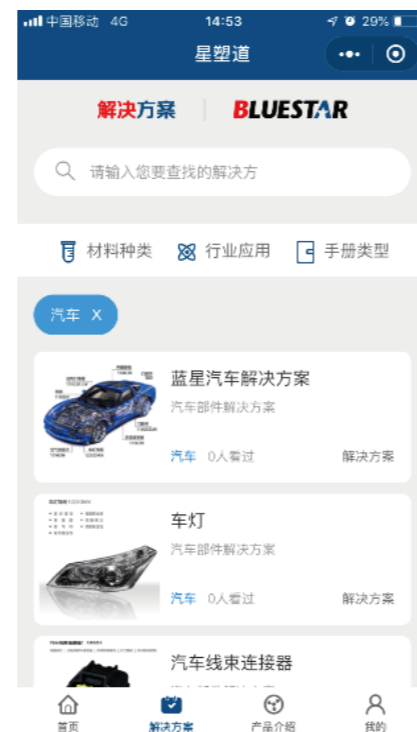 中国移动 4G 14:53 29%
星塑道
解决方案 BLUESTAR
请输入您要查找的解决方
材料种类 行业应用 手册类型
汽车 X
蓝星汽车解决方案
汽车部件解决方案
汽车 0人看过 解决方案
车灯
汽车部件解决方案
汽车 0人看过 解决方案
汽车线束连接器
首页 解决方案 产品介绍 我的